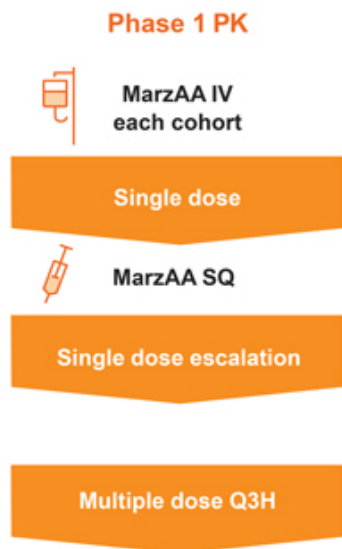 Phase 1 PK
MarzAA IV
each cohort
Single dose
MarzAA SQ
Single dose escalation
Multiple dose Q3H